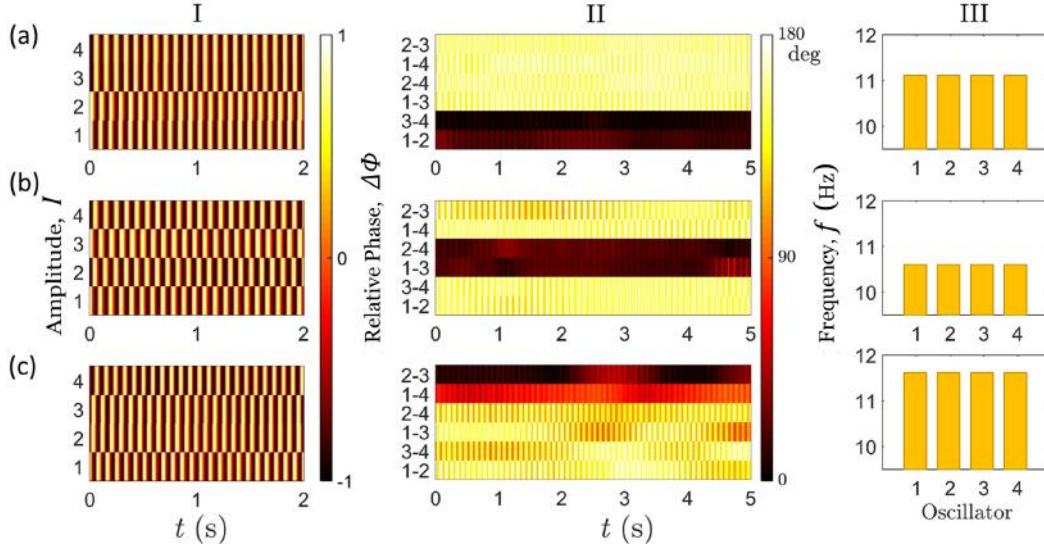 I II III
(a)
4
3
2
1
0 1 2
1
2-3
1-4
2-4
1-3
3-4
1-2
0 1 2 3 4 5
180
deg
12
11
10
1 2 3 4
(b)
Amplitude, I
4
3
2
1
0 1 2
0
Relative Phase, ΔΦ
2-3
1-4
2-4
1-3
3-4
1-2
0 1 2 3 4 5
90
Frequency, f (Hz)
12
11
10
1 2 3 4
(c)
4
3
2
1
0 1 2
t (s)
-1
2-3
1-4
2-4
1-3
3-4
1-2
0 1 2 3 4 5
t (s)
0
12
11
10
1 2 3 4
Oscillator